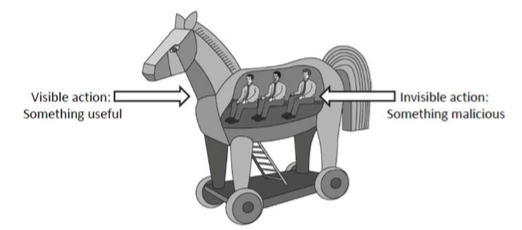 Visible action:
Something useful
Invisible action:
Something malicious